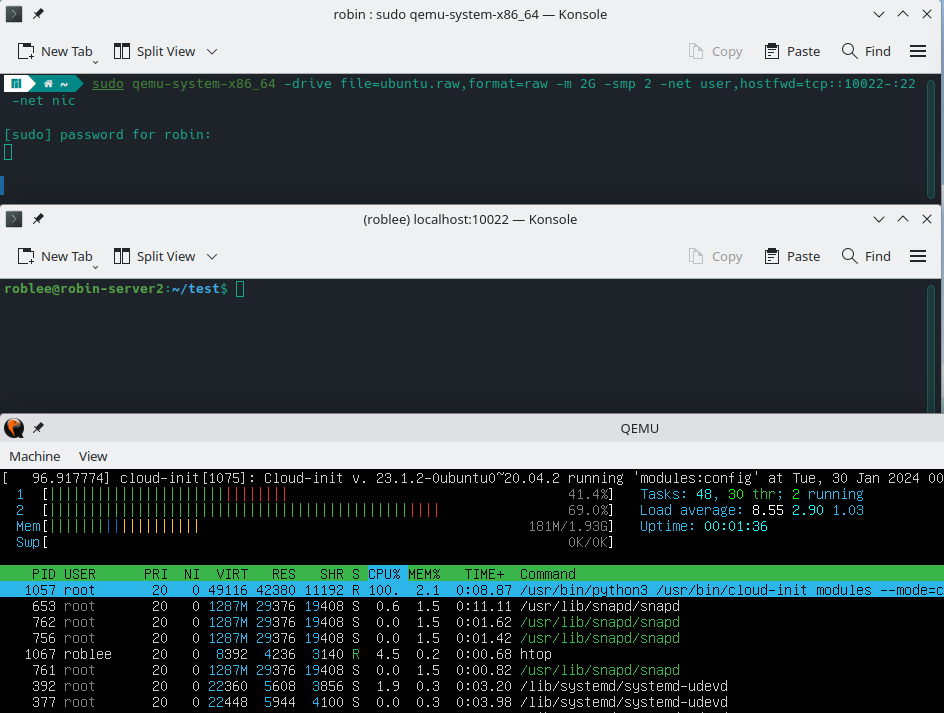 robin : sudo qemu-system-x86_64 — Konsole
New Tab Split View Copy Paste Find
~ sudo qemu-system-x86_64 -drive file=ubuntu.raw,format=raw -m 2G -smp 2 -net user,hostfwd=tcp::10022-:22
-net nic
[sudo] password for robin:
(roblee) localhost:10022 — Konsole
New Tab Split View Copy Paste Find
roblee@robin-server2:~/test$
QEMU
Machine View
[   96.917774] cloud-init[1075]: Cloud-init v. 23.1.2-0ubuntu0~20.04.2 running 'modules:config' at Tue, 30 Jan 2024 00
1 [|||||||||||||||||||||||||||||| 41.4%] Tasks: 48, 30 thr; 2 running
2 [||||||||||||||||||||||||||||||||||||||||||||||||| 69.0%] Load average: 8.55 2.90 1.03
Mem[||||||||||||||||||| 181M/1.93G] Uptime: 00:01:36
Swp[ 0K/0K]
PID USER PRI NI VIRT RES SHR S CPU% MEM% TIME+ Command
1057 root 20 0 49116 42380 11192 R 100. 2.1 0:08.87 /usr/bin/python3 /usr/bin/cloud-init modules --mode=c
653 root 20 0 1287M 29376 19408 S 0.6 1.5 0:11.11 /usr/lib/snapd/snapd
762 root 20 0 1287M 29376 19408 S 0.0 1.5 0:01.62 /usr/lib/snapd/snapd
756 root 20 0 1287M 29376 19408 S 0.0 1.5 0:01.42 /usr/lib/snapd/snapd
1067 roblee 20 0 8392 4236 3140 R 4.5 0.2 0:00.68 htop
761 root 20 0 1287M 29376 19408 S 0.0 1.5 0:00.82 /usr/lib/snapd/snapd
392 root 20 0 22360 5608 3856 S 1.9 0.3 0:03.20 /lib/systemd/systemd-udevd
377 root 20 0 22448 5944 4100 S 0.0 0.3 0:03.98 /lib/systemd/systemd-udevd